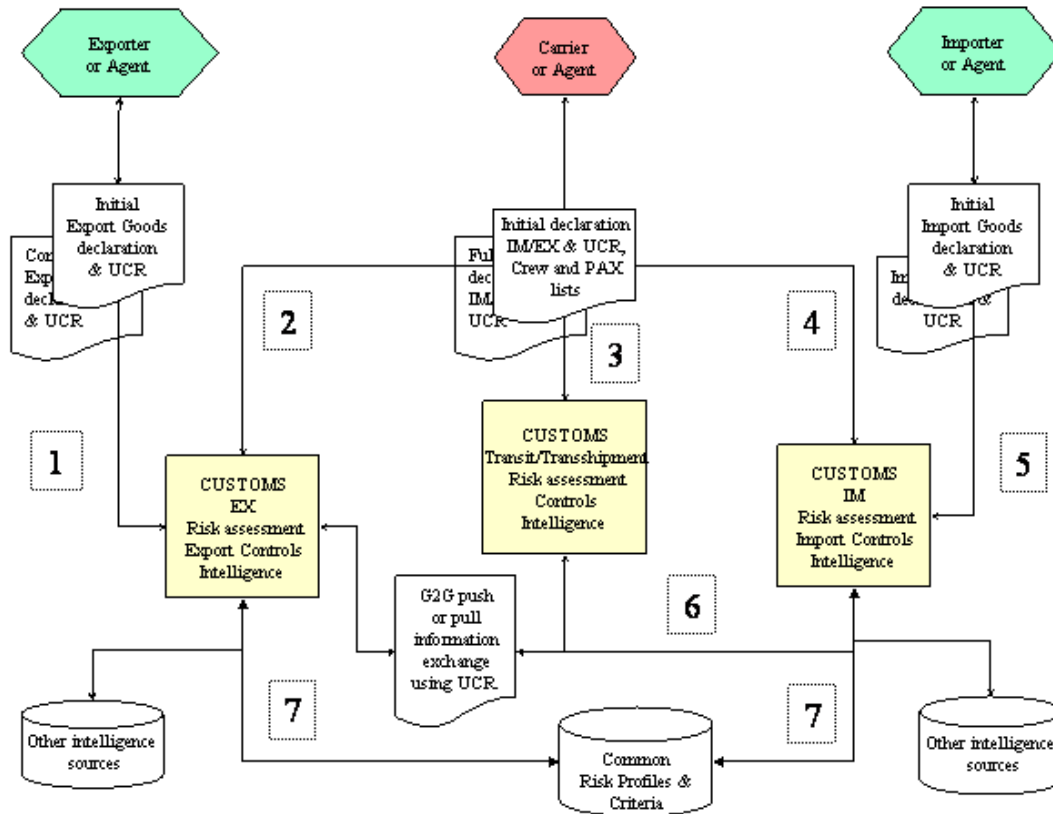 Exporter
or Agent
Carrier
or Agent
Importer
or Agent
Initial
Export Goods
declaration
& UCR
& UCR
Initial declaration
IM/EX & UCR,
Crew and PAX
lists
UCR
Initial
Import Goods
declaration
& UCR
&
UCR
1
2
3
4
5
CUSTOMS
EX
Risk assessment
Export Controls
Intelligence
CUSTOMS
Transit/Transshipment
Risk assessment
Controls
Intelligence
CUSTOMS
IM
Risk assessment
Import Controls
Intelligence
G2G push
or pull
information
exchange
using UCR.
6
7
7
Other intelligence
sources
Common
Risk Profiles &
Criteria
Other intelligence
sources